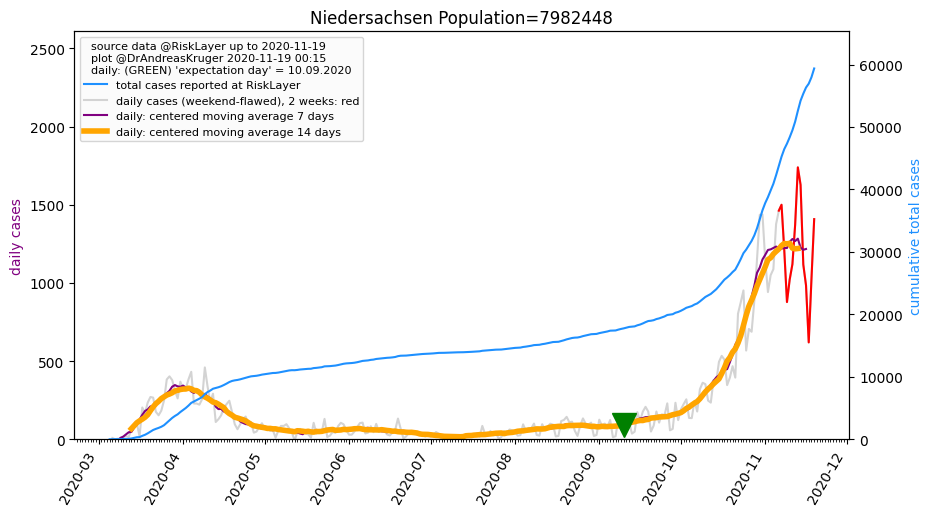 Niedersachsen Population=7982448
source data @RiskLayer up to 2020-11-19
plot @DrAndreasKruger 2020-11-19 00:15
daily: (GREEN) 'expectation day' = 10.09.2020
total cases reported at RiskLayer
daily cases (weekend-flawed), 2 weeks: red
daily: centered moving average 7 days
daily: centered moving average 14 days
daily cases
2500
2000
1500
1000
500
0
cumulative total cases
60000
50000
40000
30000
20000
10000
0
2020-03
2020-04
2020-05
2020-06
2020-07
2020-08
2020-09
2020-10
2020-11
2020-12